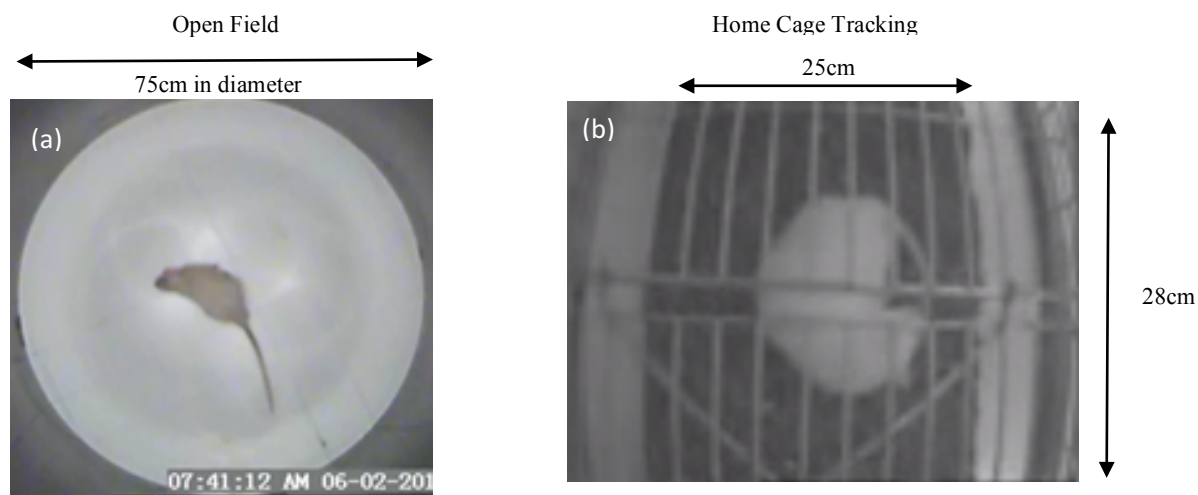 Open Field
75cm in diameter
(a)
07:41:12 AM 06-02-201
Home Cage Tracking
25cm
(b)
28cm